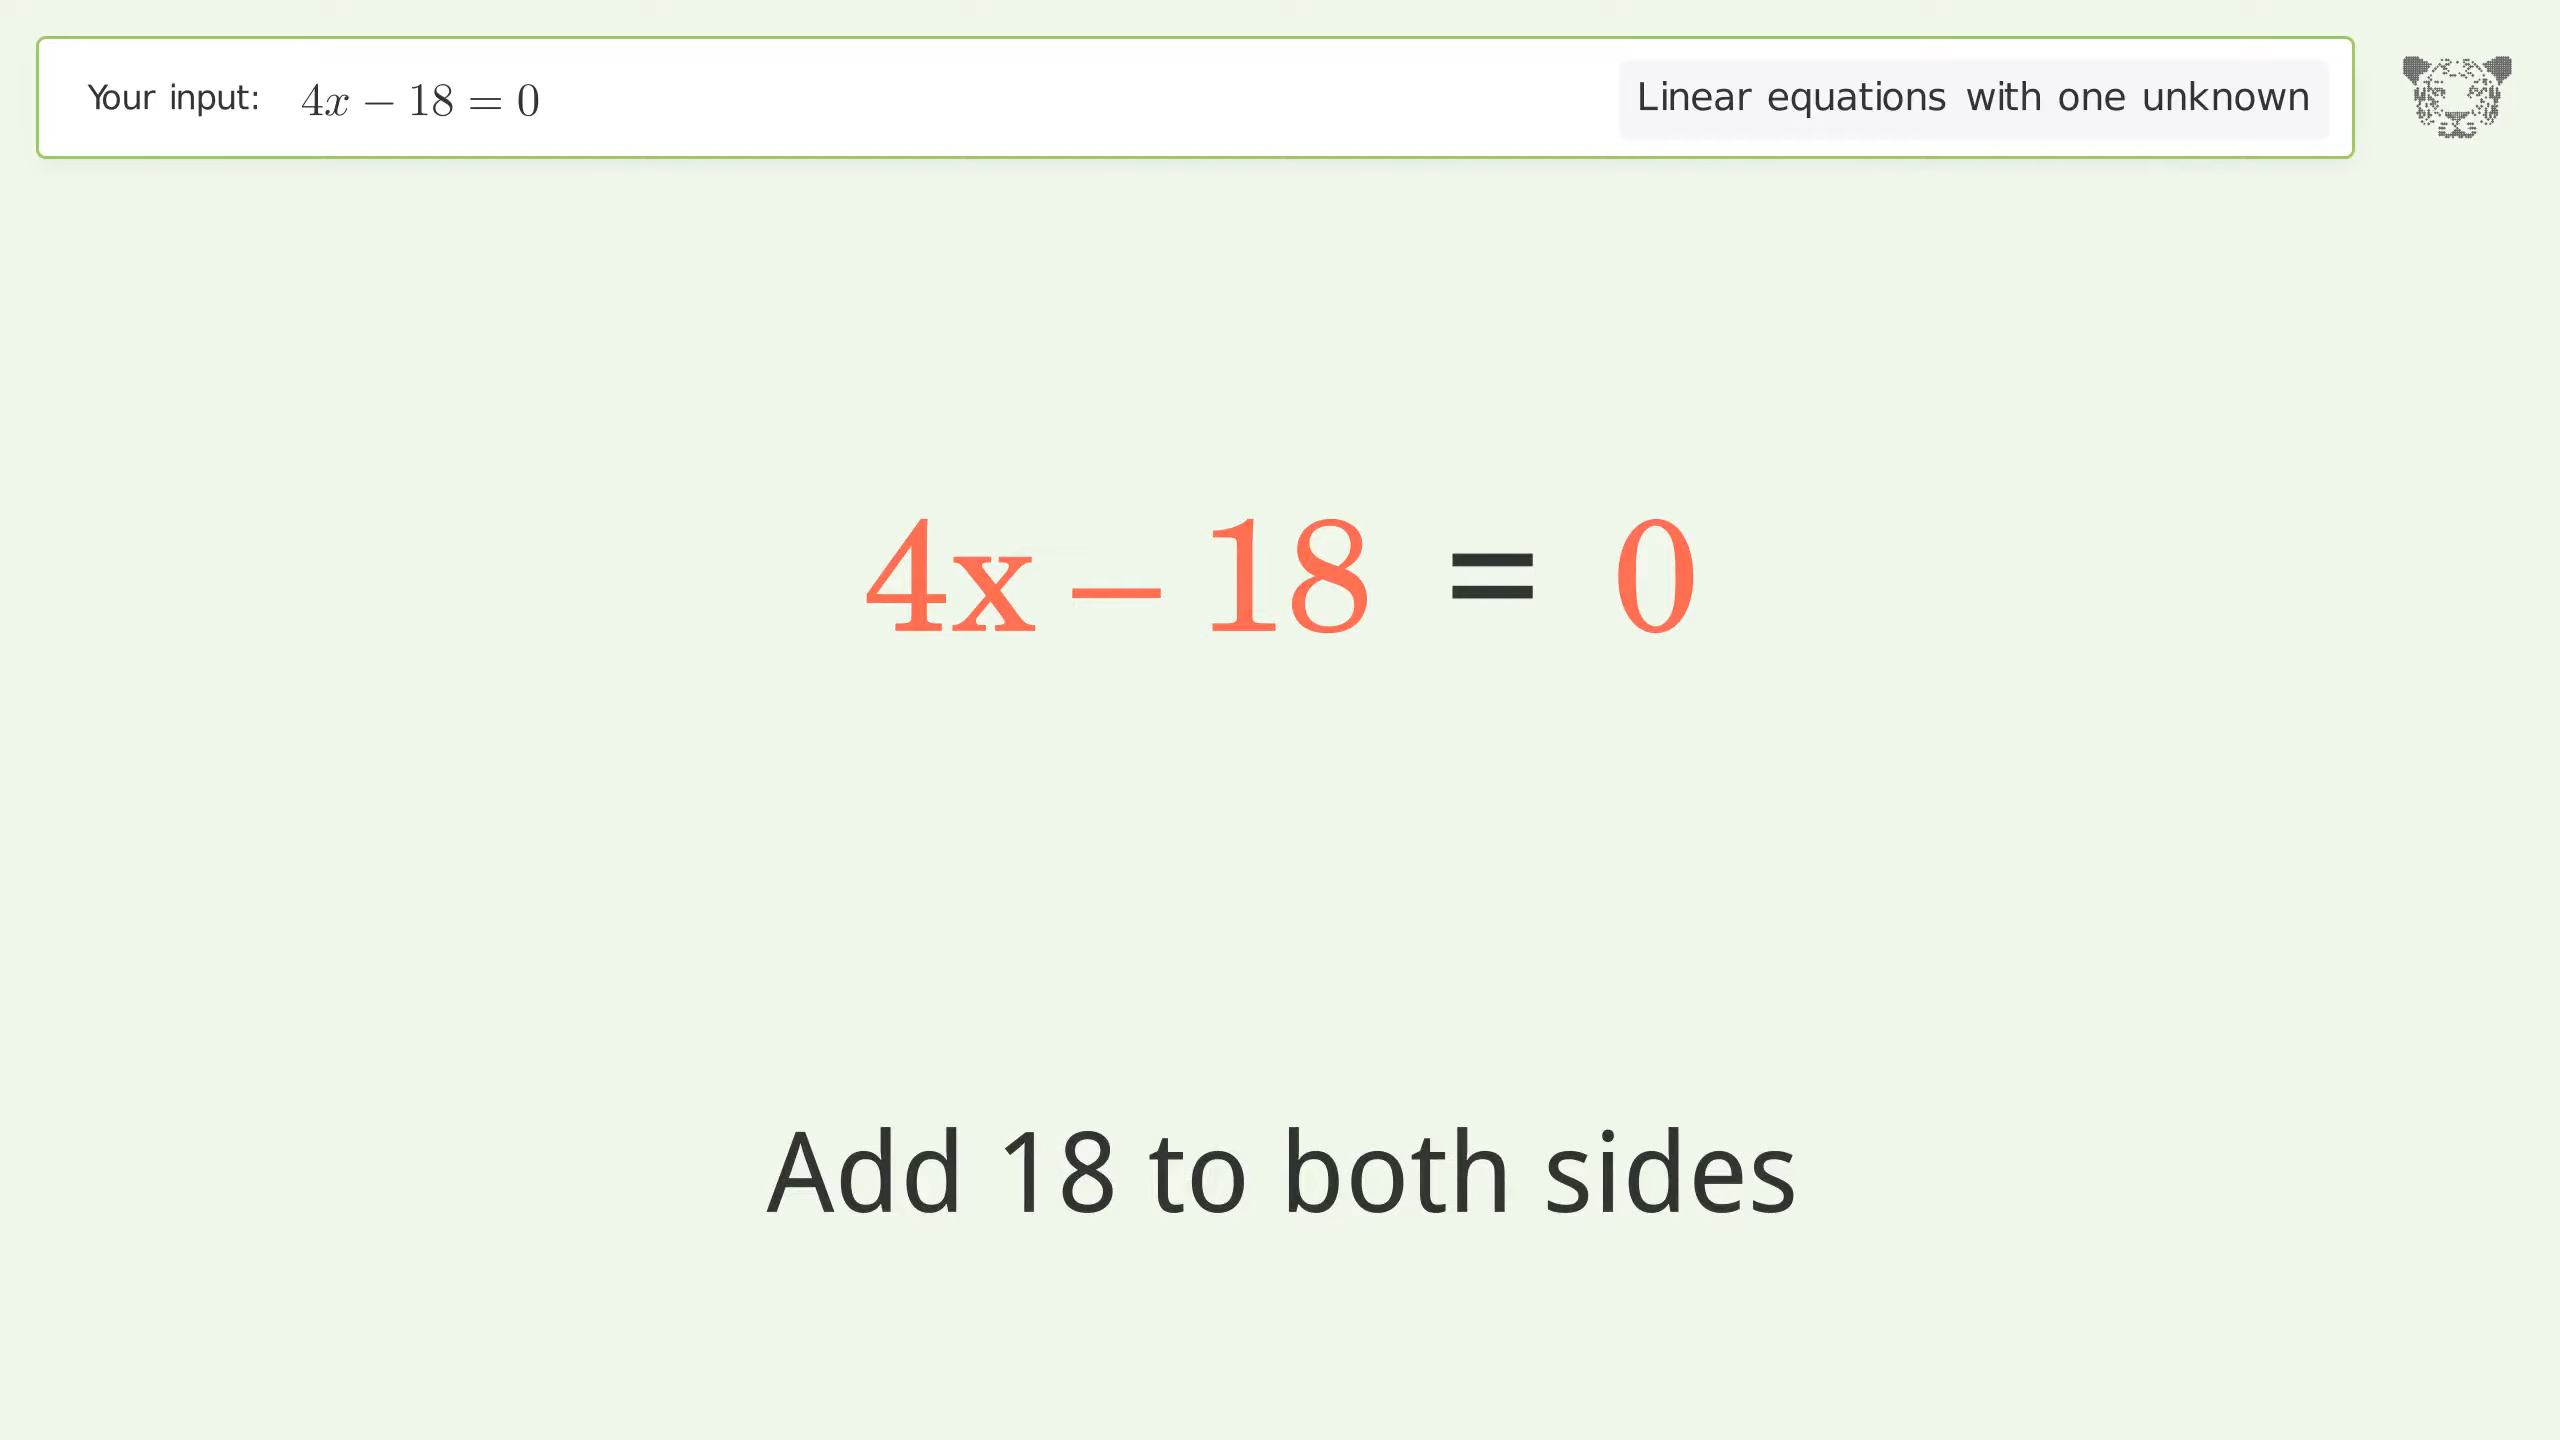 Your input: 4x − 18 = 0
Linear equations with one unknown
4x − 18 = 0
Add 18 to both sides